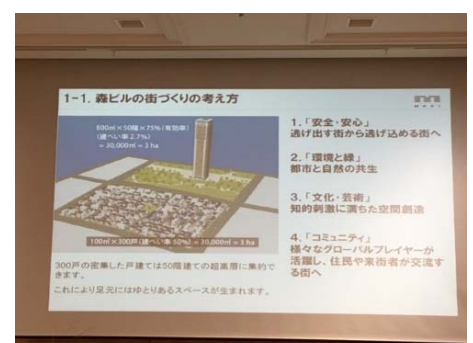 1-1. 森ビルの街づくりの考え方
MORI
600㎡×50階×75%(有効率)
(建ぺい率 2.7%)
= 30,000㎡ = 3 ha
100㎡×300戸(建ぺい率 60%) = 30,000㎡ = 3 ha
300戸の密集した戸建ては50階建ての超高層に集約で
きます。
これにより足元にはゆとりあるスペースが生まれます。
1.「安全・安心」
逃げ出す街から逃げ込める街へ
2.「環境と緑」
都市と自然の共生
3.「文化・芸術」
知的刺激に満ちた空間創造
4.「コミュニティ」
様々なグローバルプレイヤーが
活躍し、住民や来街者が交流す
る街へ